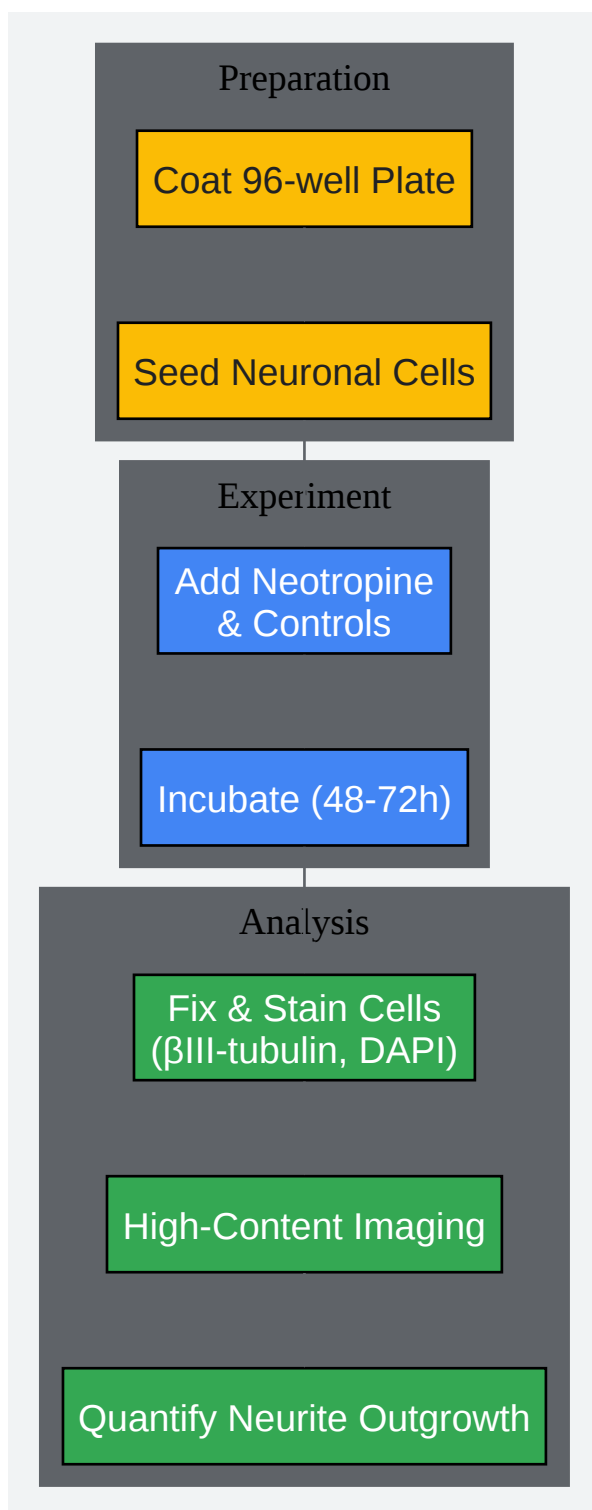 Preparation
Coat 96-well Plate
Seed Neuronal Cells
Experiment
Add Neotropine
& Controls
Incubate (48-72h)
Analysis
Fix & Stain Cells
(βIII-tubulin, DAPI)
High-Content Imaging
Quantify Neurite Outgrowth